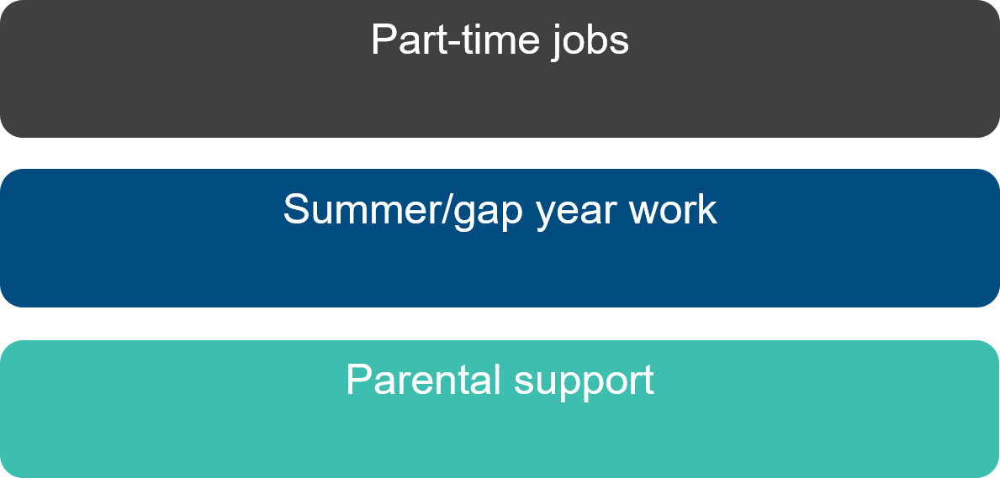 Part-time jobs
Summer/gap year work
Parental support